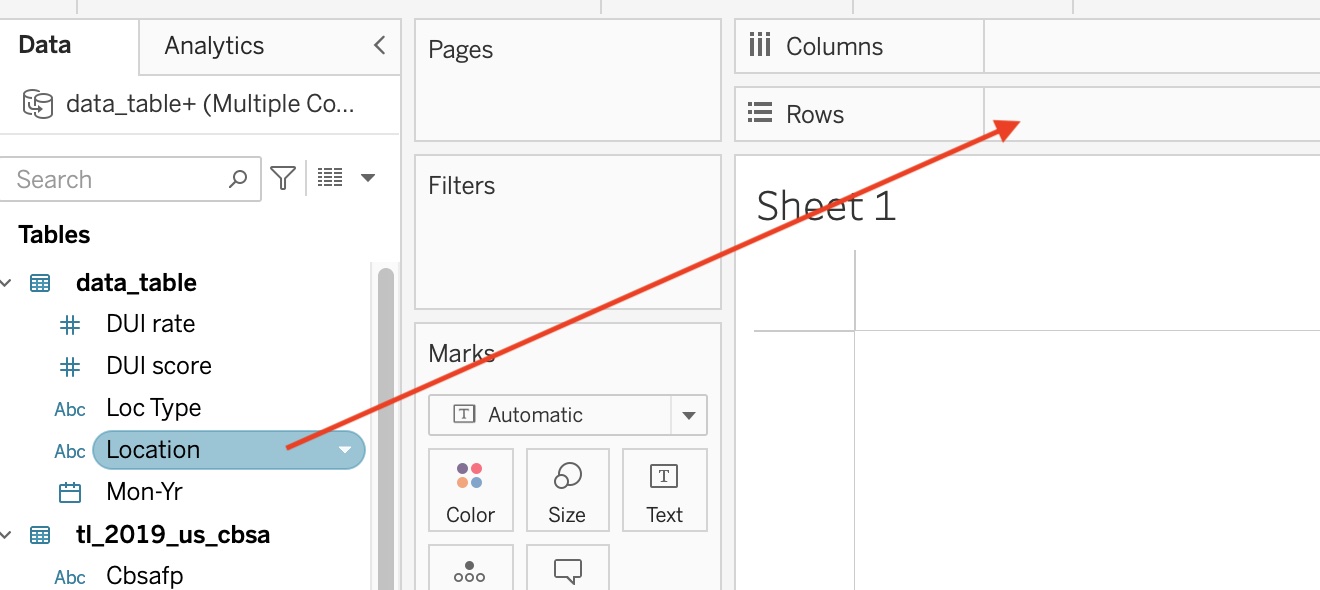 Data
Analytics
data_table+ (Multiple Co...
Search
Tables
data_table
DUI rate
DUI score
Abc Loc Type
Abc Location
Mon-Yr
tl_2019_us_cbsa
Abc Cbsafp
Pages
Filters
Marks
T Automatic
Color
Size
T
Text
Columns
Rows
Sheet 1